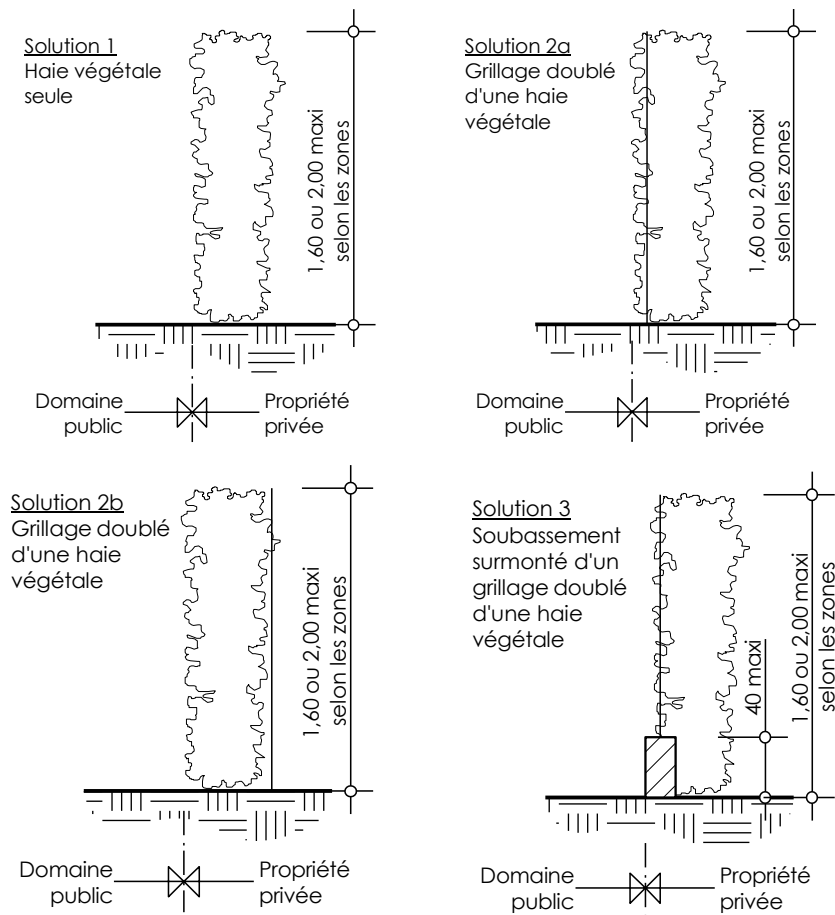 Solution 1
Haie végétale
seule
1,60 ou 2,00 maxi
selon les zones
Domaine
public
Propriété
privée
Solution 2a
Grillage doublé
d'une haie
végétale
1,60 ou 2,00 maxi
selon les zones
Domaine
public
Propriété
privée
Solution 2b
Grillage doublé
d'une haie
végétale
1,60 ou 2,00 maxi
selon les zones
Domaine
public
Propriété
privée
Solution 3
Soubassement
surmonté d'un
grillage doublé
d'une haie
végétale
40 maxi
1,60 ou 2,00 maxi
selon les zones
Domaine
public
Propriété
privée